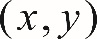 (x, y)